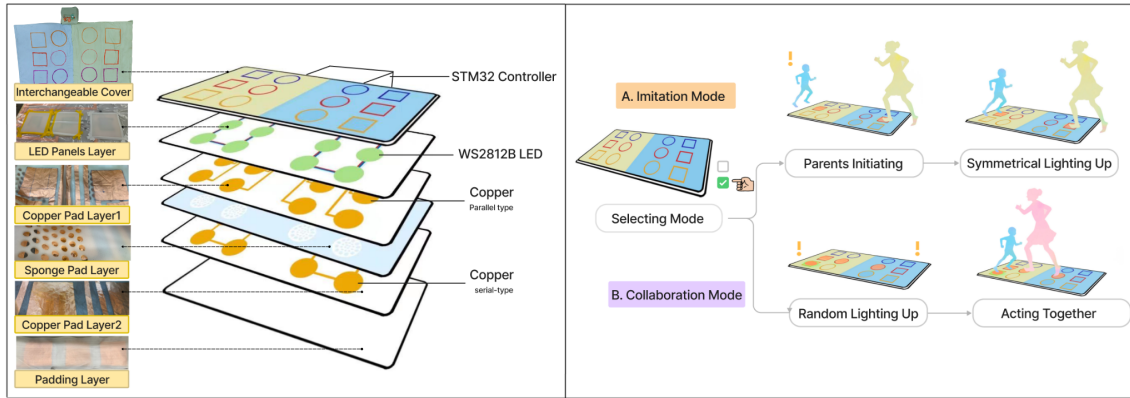 Interchangeable Cover
LED Panels Layer
Copper Pad Layer1
Sponge Pad Layer
Copper Pad Layer2
Padding Layer
STM32 Controller
WS2812B LED
Copper
Parallel type
Copper
serial-type
A. Imitation Mode
!
Parents Initiating
Symmetrical Lighting Up
Selecting Mode
! !
B. Collaboration Mode
Random Lighting Up
Acting Together